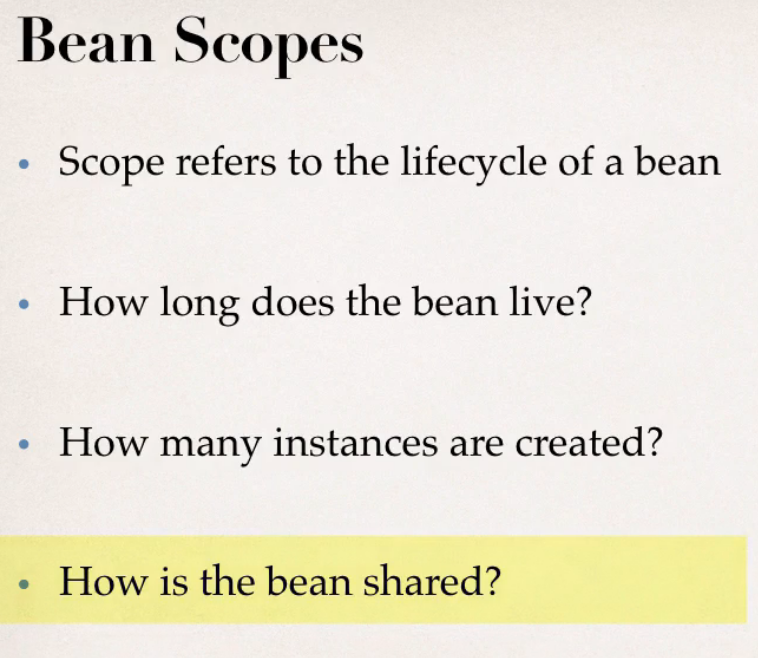 Bean Scopes
• Scope refers to the lifecycle of a bean
• How long does the bean live?
• How many instances are created?
• How is the bean shared?